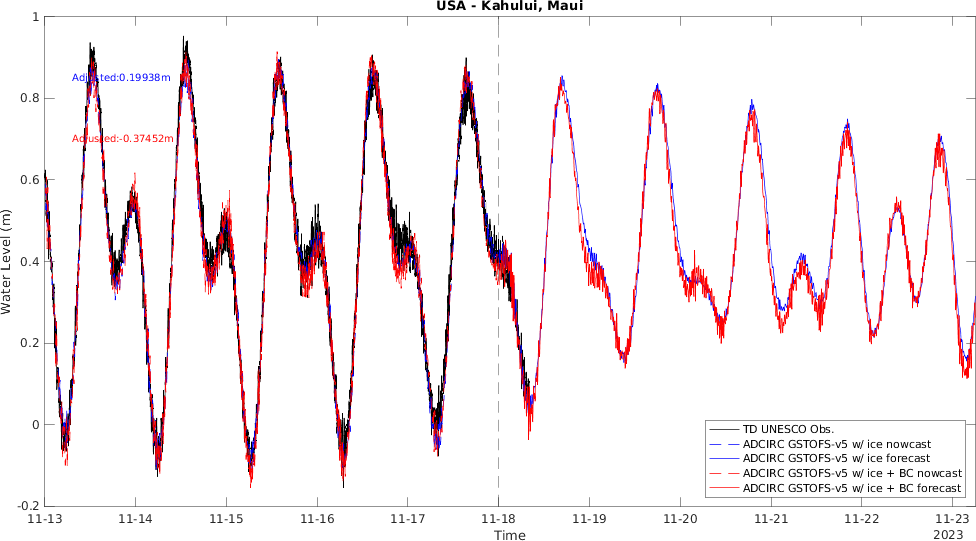 USA - Kahului, Maui
1
0.8
0.6
0.4
0.2
0
-0.2
Water Level (m)
Adjusted:0.19938m
Adjusted:-0.37452m
TD UNESCO Obs.
ADCIRC GSTOFS-v5 w/ ice nowcast
ADCIRC GSTOFS-v5 w/ ice forecast
ADCIRC GSTOFS-v5 w/ ice + BC nowcast
ADCIRC GSTOFS-v5 w/ ice + BC forecast
11-13 11-14 11-15 11-16 11-17 11-18 11-19 11-20 11-21 11-22 11-23
Time
2023